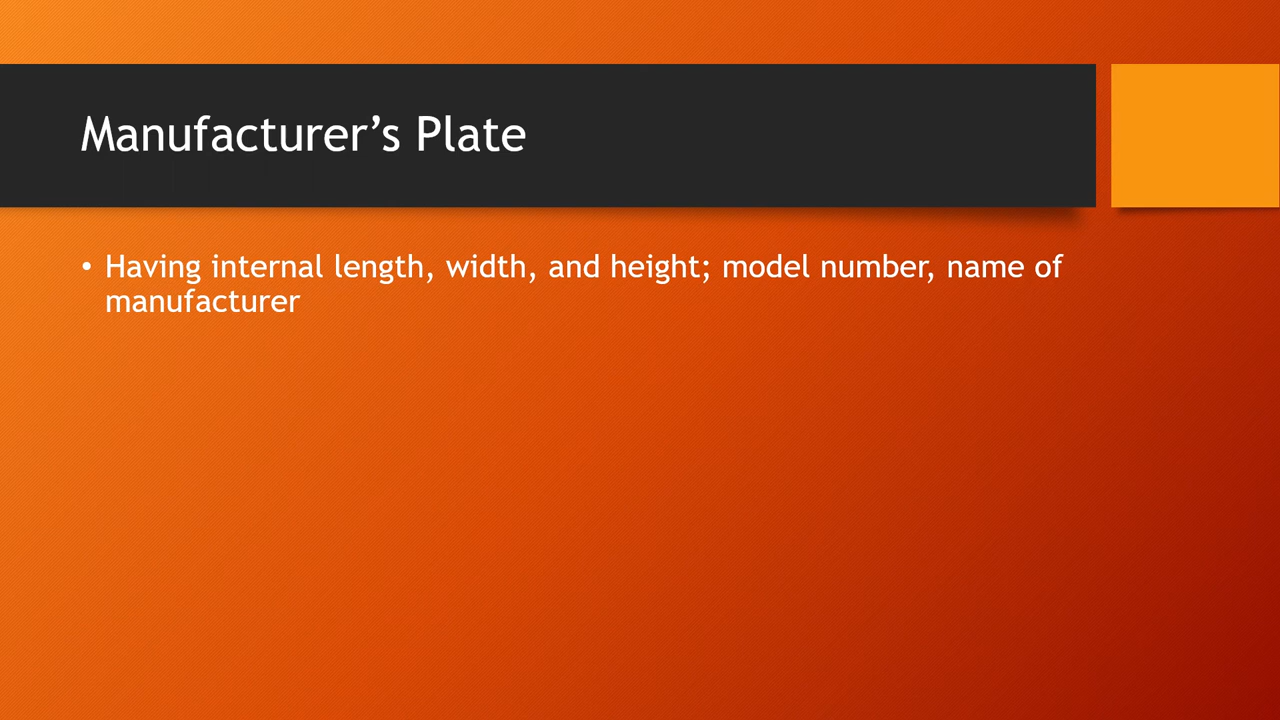 Manufacturer’s Plate
• Having internal length, width, and height; model number, name of
manufacturer